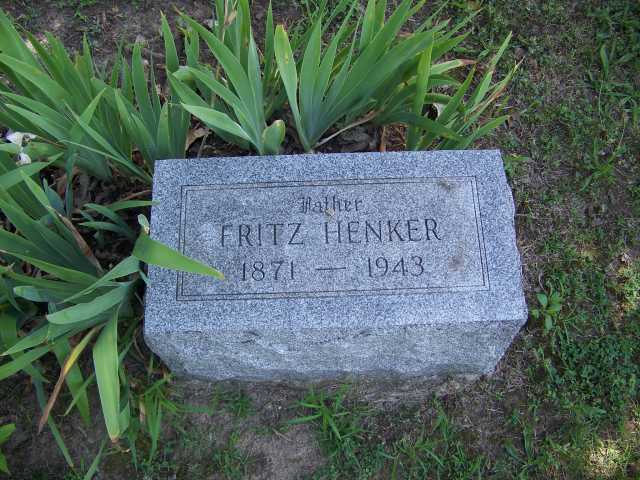 Father
FRITZ HENKER
1871 — 1943